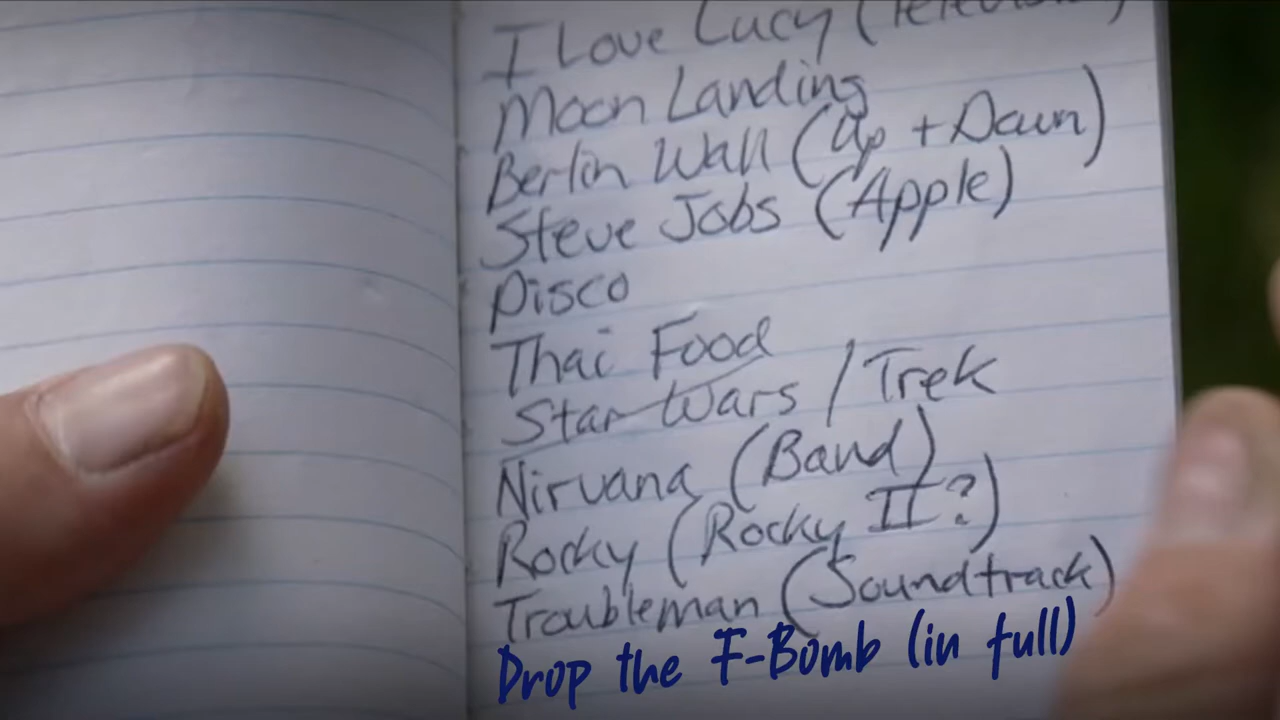 I Love Lucy (Television)
Moon Landing
Berlin Wall (Up + Down)
Steve Jobs (Apple)
Disco
Thai Food
Star Wars / Trek
Nirvana (Band)
Rocky (Rocky II?)
Troubleman (Soundtrack)
Drop the F-Bomb (in full)